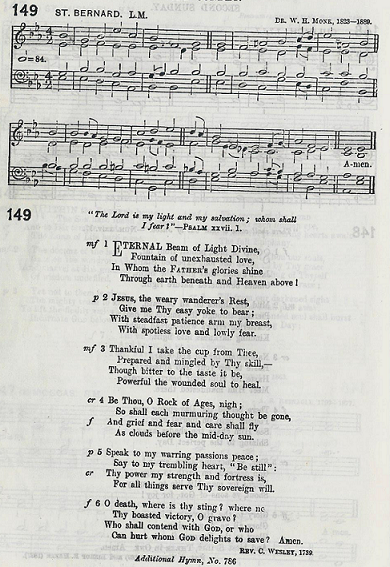 149 ST. BERNARD. L.M.
DR. W. H. MONK, 1823—1889.
=84.
A-men.
149
"The Lord is my light and my salvation; whom shall
I fear?"—PSALM xxvii. 1.
mf 1 ETERNAL Beam of Light Divine,
Fountain of unexhausted love,
In Whom the FATHER'S glories shine
Through earth beneath and Heaven above!
p 2 JESUS, the weary wanderer's Rest,
Give me Thy easy yoke to bear;
With steadfast patience arm my breast,
With spotless love and lowly fear.
mf 3 Thankful I take the cup from Thee,
Prepared and mingled by Thy skill,—
Though bitter to the taste it be,
Powerful the wounded soul to heal.
cr 4 Be Thou, O Rock of Ages, nigh;
So shall each murmuring thought be gone,
f And grief and fear and care shall fly
As clouds before the mid-day sun.
p 5 Speak to my warring passions peace;
Say to my trembling heart, "Be still":
cr Thy power my strength and fortress is,
For all things serve Thy sovereign will.
f 6 O death, where is thy sting? where
Thy boasted victory, O grave?
Who shall contend with GOD, or who
Can hurt whom GOD delights to save? Amen.
REV. C. WESLEY, 1739.
Additional Hymn, No. 786